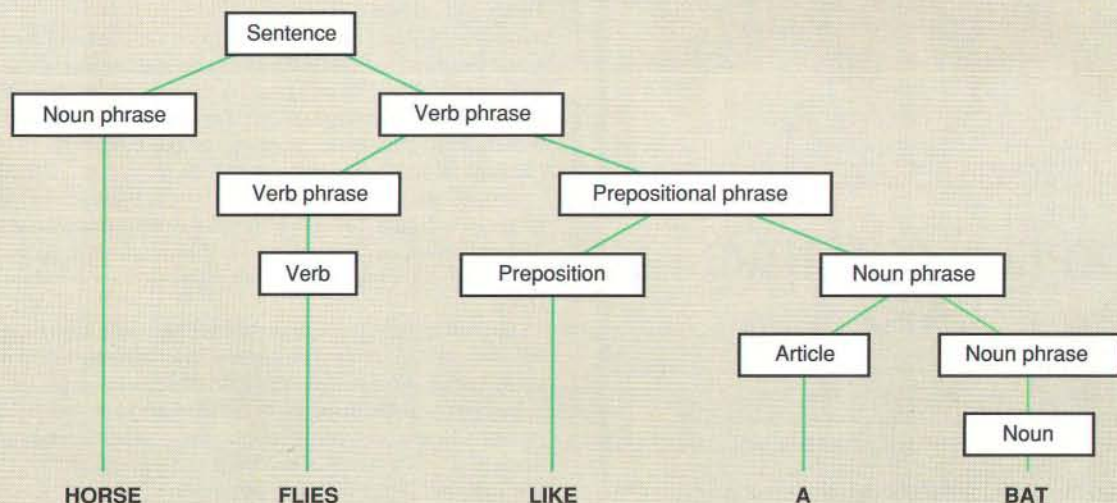 Sentence
Noun phrase Verb phrase
Verb phrase Prepositional phrase
Verb Preposition Noun phrase
Article Noun phrase
Noun
HORSE FLIES LIKE A BAT